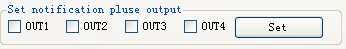 Set notification pluse output
OUT1 OUT2 OUT3 OUT4 Set